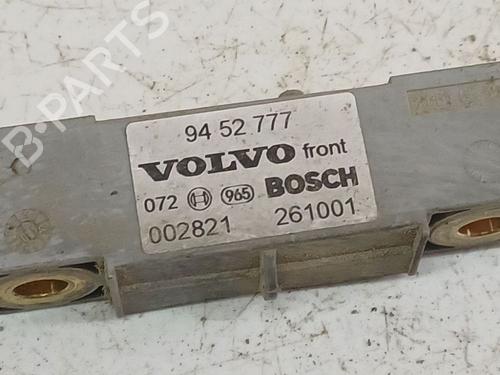 B-PARTS
94 52 777
VOLVO front
072 965 BOSCH
002821 261001